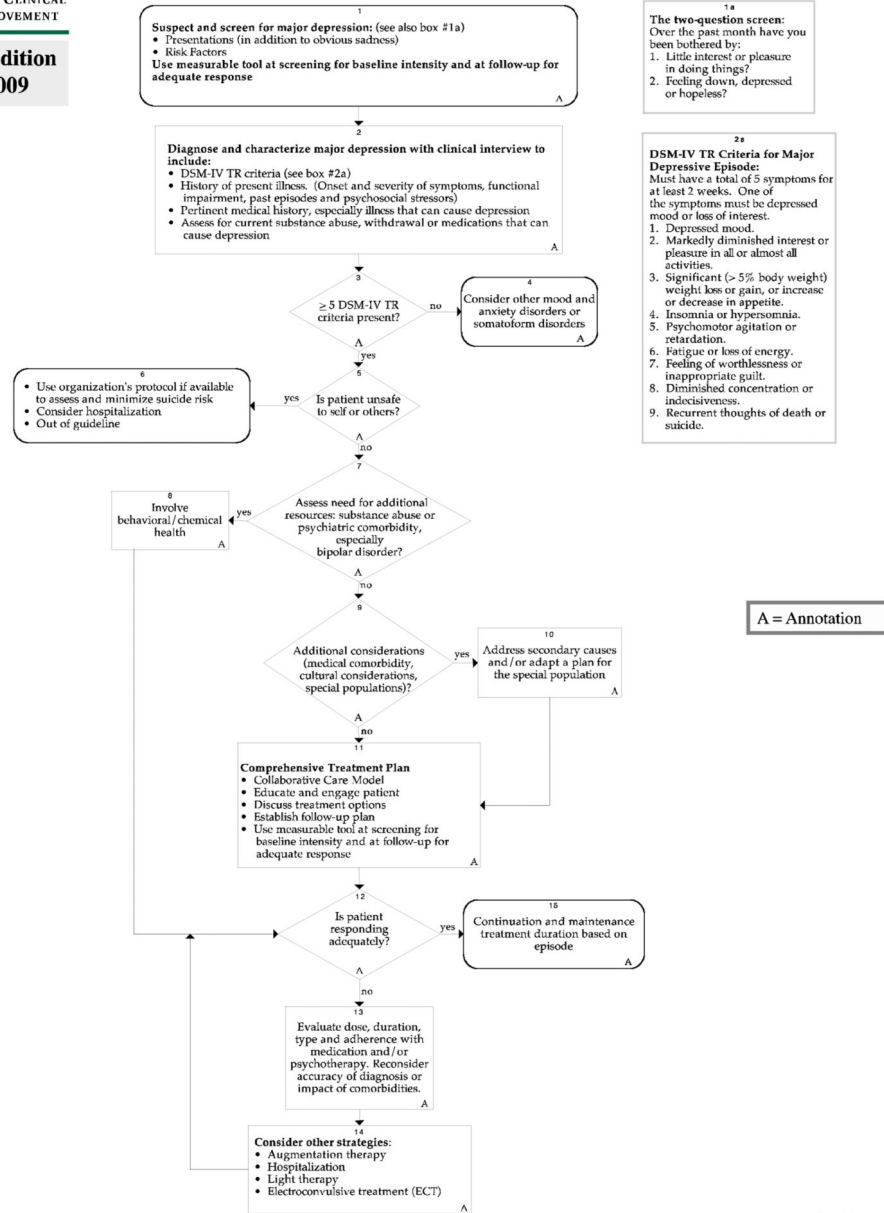 CLINICAL
OVEMENT
dition
009
1
Suspect and screen for major depression: (see also box #1a)
• Presentations (in addition to obvious sadness)
• Risk Factors
Use measurable tool at screening for baseline intensity and at follow-up for
adequate response
A
1a
The two-question screen:
Over the past month have you
been bothered by:
1. Little interest or pleasure
in doing things?
2. Feeling down, depressed
or hopeless?
2
Diagnose and characterize major depression with clinical interview to
include:
• DSM-IV TR criteria (see box #2a)
• History of present illness. (Onset and severity of symptoms, functional
impairment, past episodes and psychosocial stressors)
• Pertinent medical history, especially illness that can cause depression
• Assess for current substance abuse, withdrawal or medications that can
cause depression
A
2a
DSM-IV TR Criteria for Major
Depressive Episode:
Must have a total of 5 symptoms for
at least 2 weeks. One of
the symptoms must be depressed
mood or loss of interest.
1. Depressed mood.
2. Markedly diminished interest or
pleasure in all or almost all
activities.
3. Significant (> 5% body weight)
weight loss or gain, or increase
or decrease in appetite.
4. Insomnia or hypersomnia.
5. Psychomotor agitation or
retardation.
6. Fatigue or loss of energy.
7. Feeling of worthlessness or
inappropriate guilt.
8. Diminished concentration or
indecisiveness.
9. Recurrent thoughts of death or
suicide.
3
≥ 5 DSM-IV TR
criteria present?
A
no
4
Consider other mood and
anxiety disorders or
somatoform disorders
A
yes
5
Is patient unsafe
to self or others?
A
yes
6
• Use organization's protocol if available
to assess and minimize suicide risk
• Consider hospitalization
• Out of guideline
no
7
Assess need for additional
resources: substance abuse or
psychiatric comorbidity,
especially
bipolar disorder?
A
yes
8
Involve
behavioral/chemical
health
A
no
9
Additional considerations
(medical comorbidity,
cultural considerations,
special populations)?
A
yes
10
Address secondary causes
and/or adapt a plan for
the special population
A
A = Annotation
no
11
Comprehensive Treatment Plan
• Collaborative Care Model
• Educate and engage patient
• Discuss treatment options
• Establish follow-up plan
• Use measurable tool at screening for
baseline intensity and at follow-up for
adequate response
A
12
Is patient
responding
adequately?
A
yes
15
Continuation and maintenance
treatment duration based on
episode
A
no
13
Evaluate dose, duration,
type and adherence with
medication and/or
psychotherapy. Reconsider
accuracy of diagnosis or
impact of comorbidities.
A
14
Consider other strategies:
• Augmentation therapy
• Hospitalization
• Light therapy
• Electroconvulsive treatment (ECT)
A